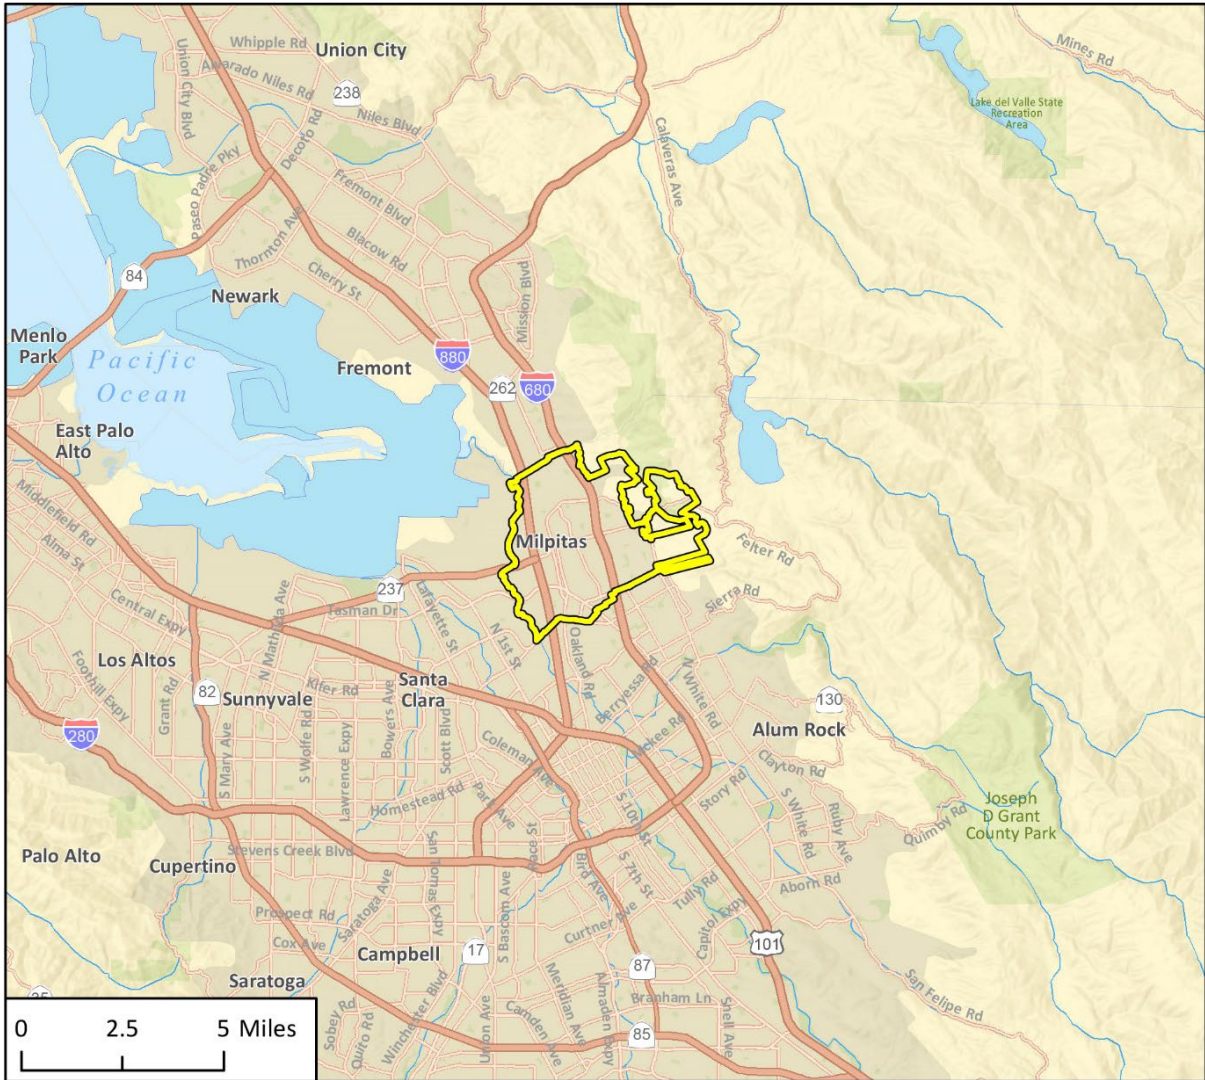 Whipple Rd
Union City
Mines Rd
Union City Blvd
Alvarado Niles Rd
238
Niles Blvd
Lake del Valle State
Recreation
Area
Decoto Rd
Calaveras Ave
Paseo Padre Pky
Fremont Blvd
Thornton Ave
Blacow Rd
84
Cherry St
Mission Blvd
Newark
Menlo
Park
Pacific
Ocean
880
Fremont
262
680
East Palo
Alto
Middlefield Rd
Alma St
Milpitas
Felter Rd
237
Central Expy
N Mathilda Ave
Tasman Dr
Lafayette St
Sierra Rd
N 1st St
Oakland Rd
Foothill Expy
Los Altos
Grant Rd
82
Sunnyvale
Kifer Rd
Santa
Clara
Berryessa Rd
N White Rd
130
Alum Rock
280
S Mary Ave
S Wolfe Rd
Lawrence Expy
Bowers Ave
Scott Blvd
Coleman Ave
Mckee Rd
Clayton Rd
Homestead Rd
Park Ave
S 10th St
Story Rd
S White Rd
Ruby Ave
Quimby Rd
Joseph
D Grant
County Park
Palo Alto
Cupertino
Stevens Creek Blvd
San Tomas Expy
Race St
Bird Ave
S 7th St
Tully Rd
Aborn Rd
Prospect Rd
Saratoga Ave
S Bascom Ave
Curtner Ave
Capitol Expy
Cox Ave
Campbell
17
101
Saratoga
87
San Felipe Rd
35
Winchester Blvd
Meridian Ave
Almaden Expy
Branham Ln
Sobey Rd
Quito Rd
Union Ave
Camden Ave
85
Shell Ave
0 2.5 5 Miles